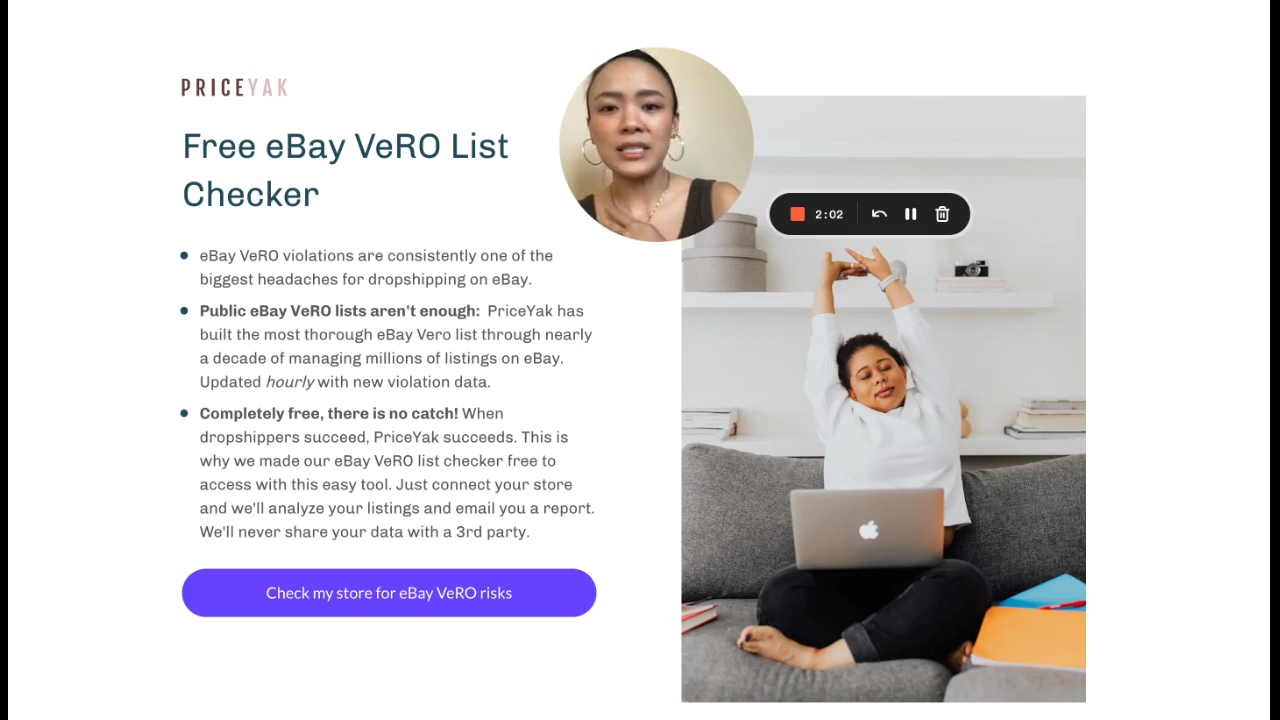 PRICEYAK
Free eBay VeRO List
Checker
eBay VeRO violations are consistently one of the
biggest headaches for dropshipping on eBay.
Public eBay VeRO lists aren't enough: PriceYak has
built the most thorough eBay Vero list through nearly
a decade of managing millions of listings on eBay.
Updated hourly with new violation data.
Completely free, there is no catch! When
dropshippers succeed, PriceYak succeeds. This is
why we made our eBay VeRO list checker free to
access with this easy tool. Just connect your store
and we'll analyze your listings and email you a report.
We'll never share your data with a 3rd party.
Check my store for eBay VeRO risks
2:02